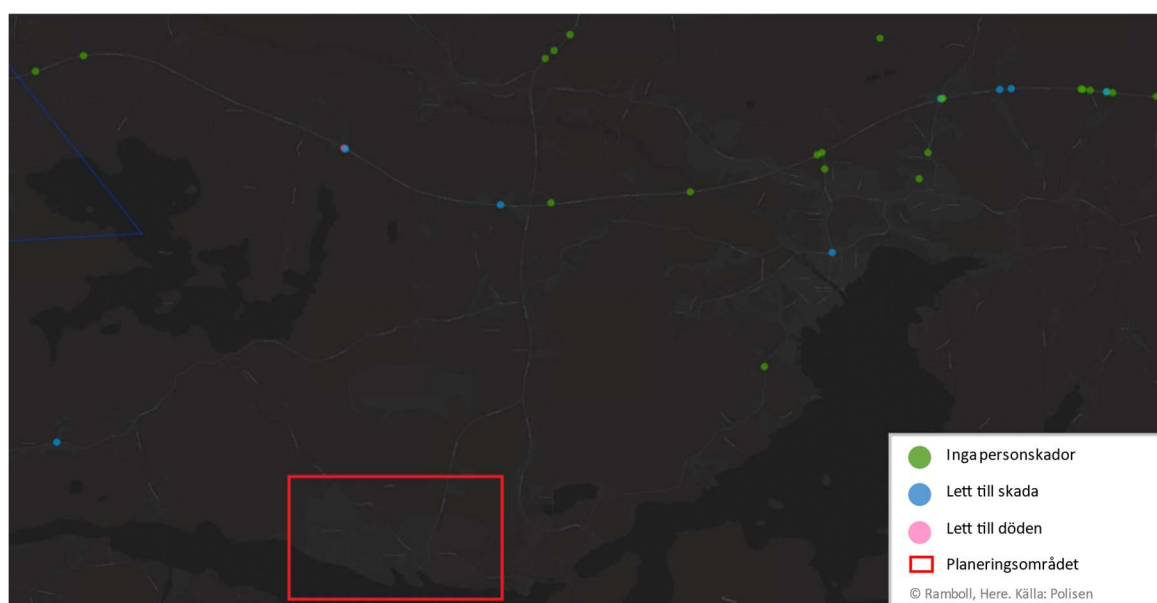 Inga personskador
Lett till skada
Lett till döden
Planeringsområdet
© Ramboll, Here. Källa: Polisen